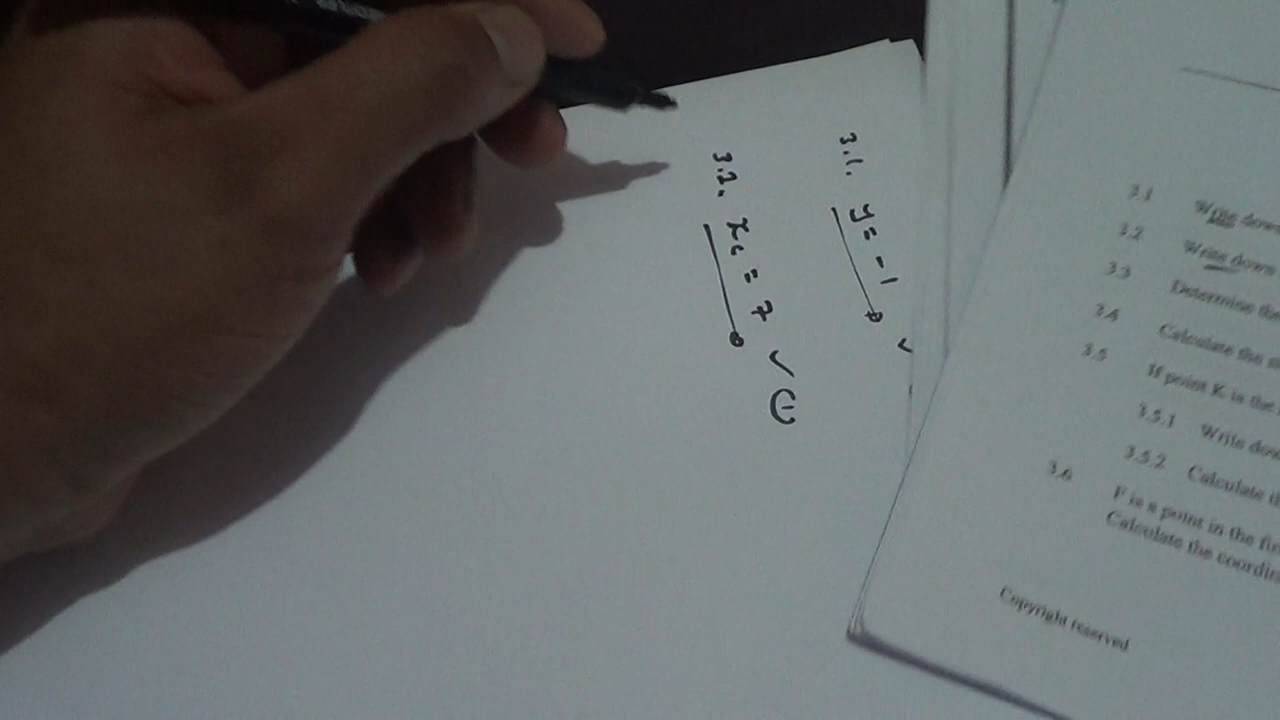 3.1. y = -1 ✓
3.2. x_c = 7 ✓
3.1 Write down
3.2 Write down
3.3 Determine the
3.4 Calculate the
3.5 If point K is the
3.5.1 Write down
3.5.2 Calculate
3.6 F is a point in the
Calculate the
Copyright reserved